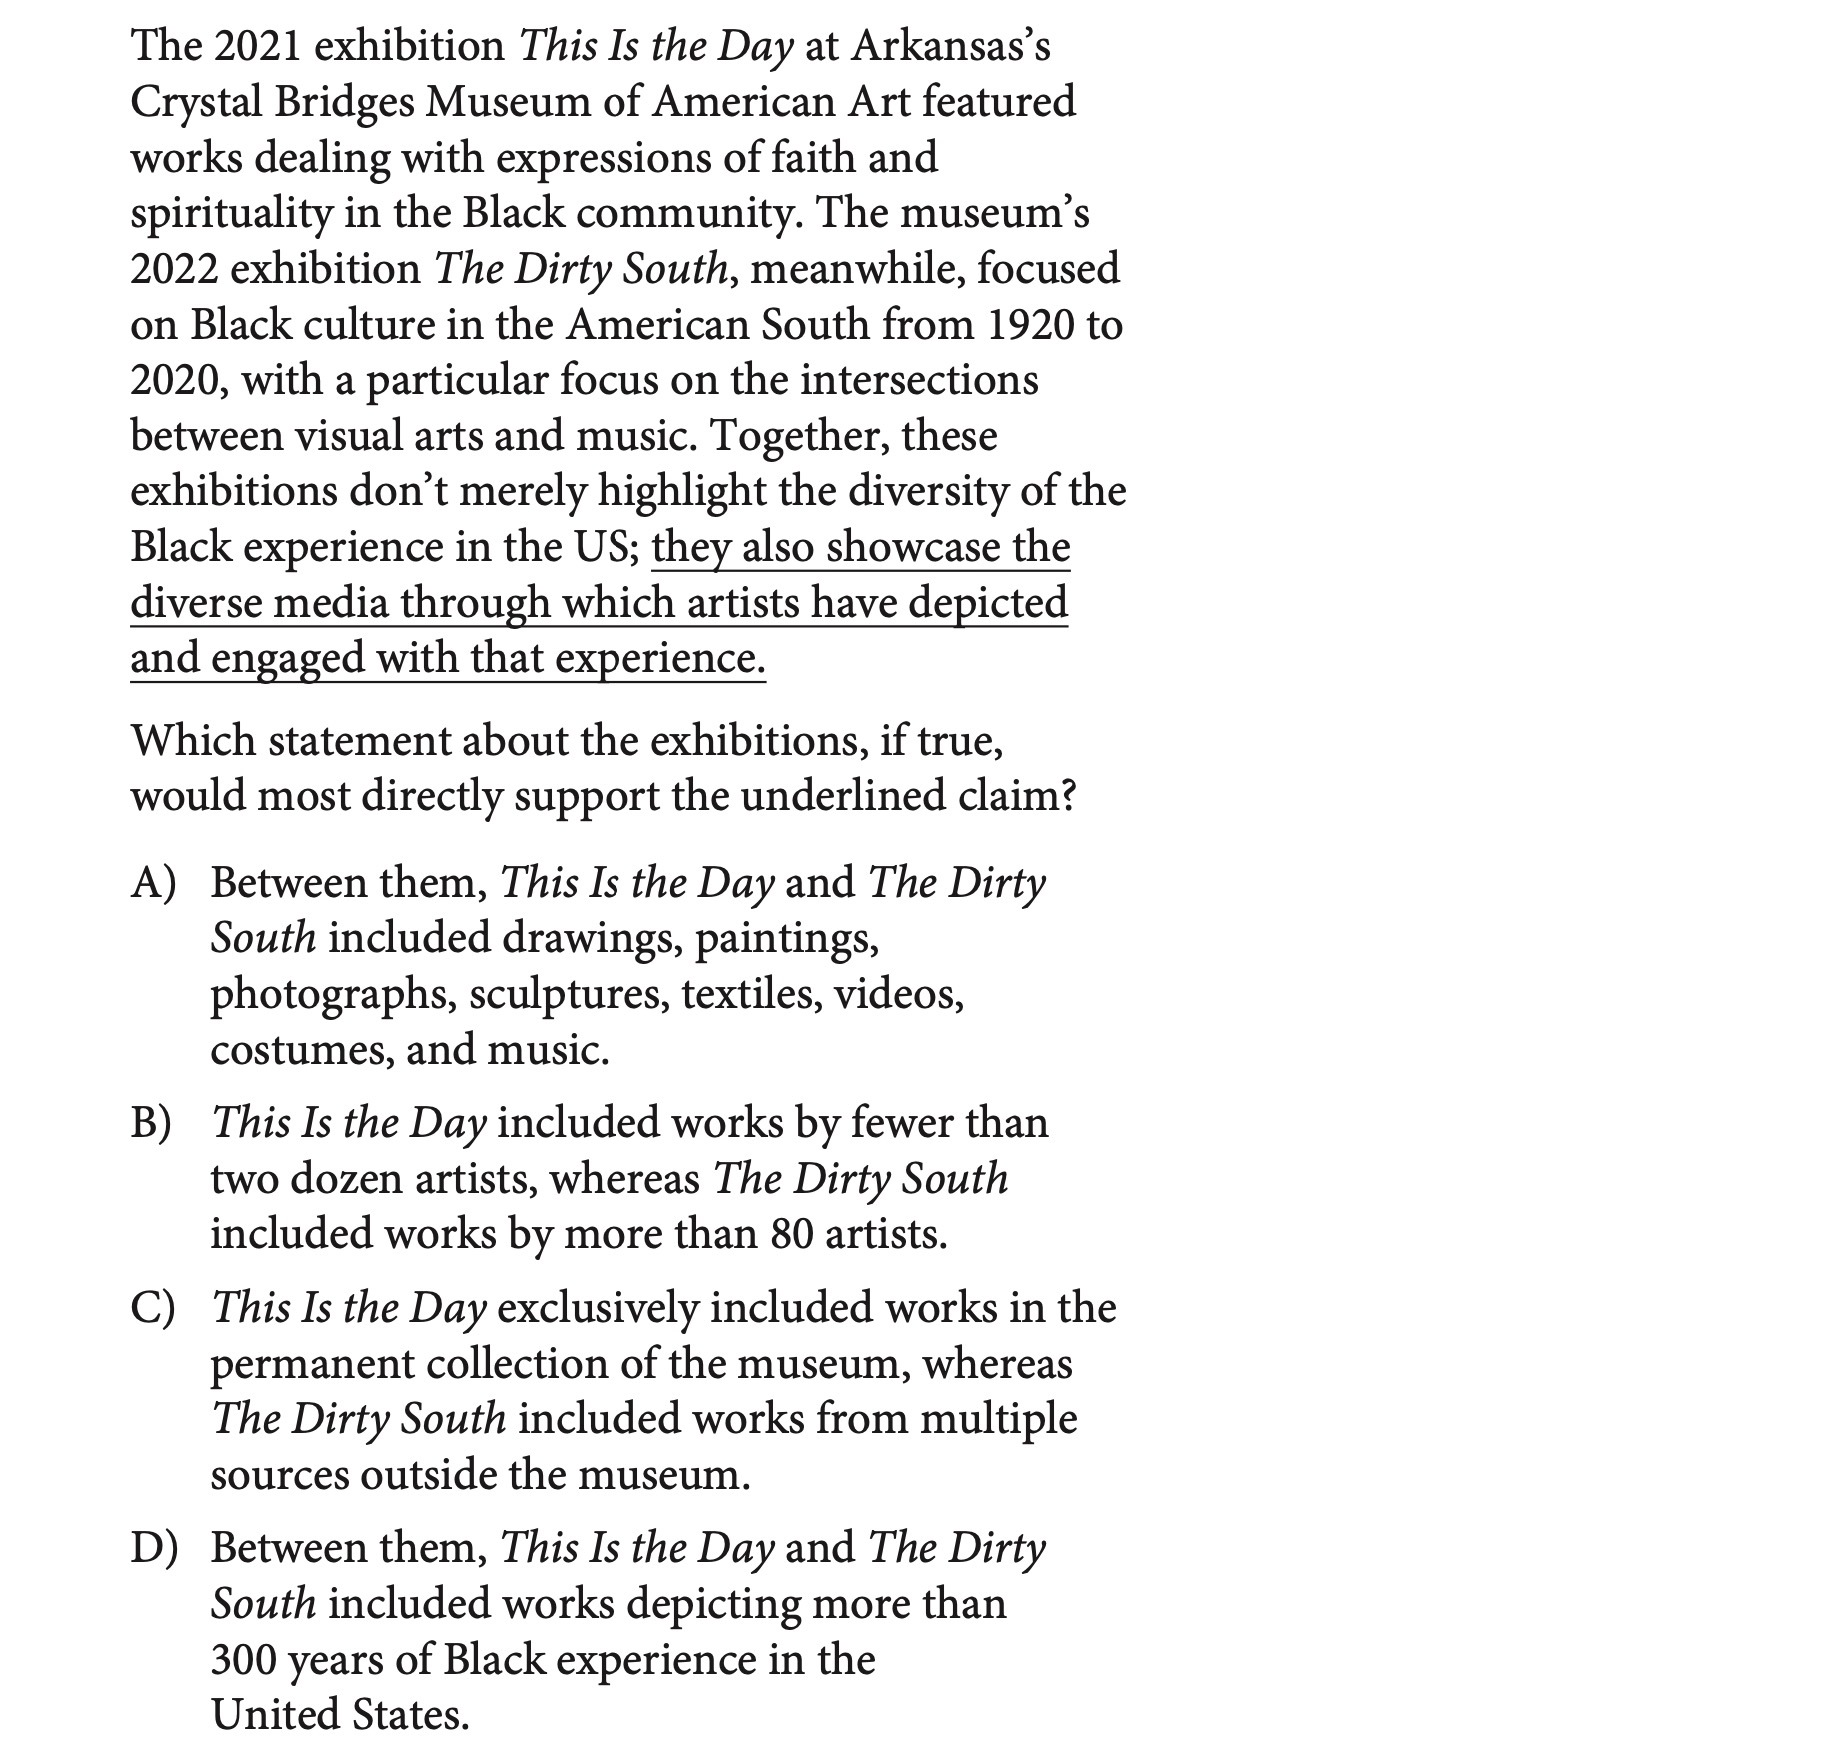 The 2021 exhibition This Is the Day at Arkansas’s
Crystal Bridges Museum of American Art featured
works dealing with expressions of faith and
spirituality in the Black community. The museum’s
2022 exhibition The Dirty South, meanwhile, focused
on Black culture in the American South from 1920 to
2020, with a particular focus on the intersections
between visual arts and music. Together, these
exhibitions don’t merely highlight the diversity of the
Black experience in the US; they also showcase the
diverse media through which artists have depicted
and engaged with that experience.
Which statement about the exhibitions, if true,
would most directly support the underlined claim?
A) Between them, This Is the Day and The Dirty
South included drawings, paintings,
photographs, sculptures, textiles, videos,
costumes, and music.
B) This Is the Day included works by fewer than
two dozen artists, whereas The Dirty South
included works by more than 80 artists.
C) This Is the Day exclusively included works in the
permanent collection of the museum, whereas
The Dirty South included works from multiple
sources outside the museum.
D) Between them, This Is the Day and The Dirty
South included works depicting more than
300 years of Black experience in the
United States.